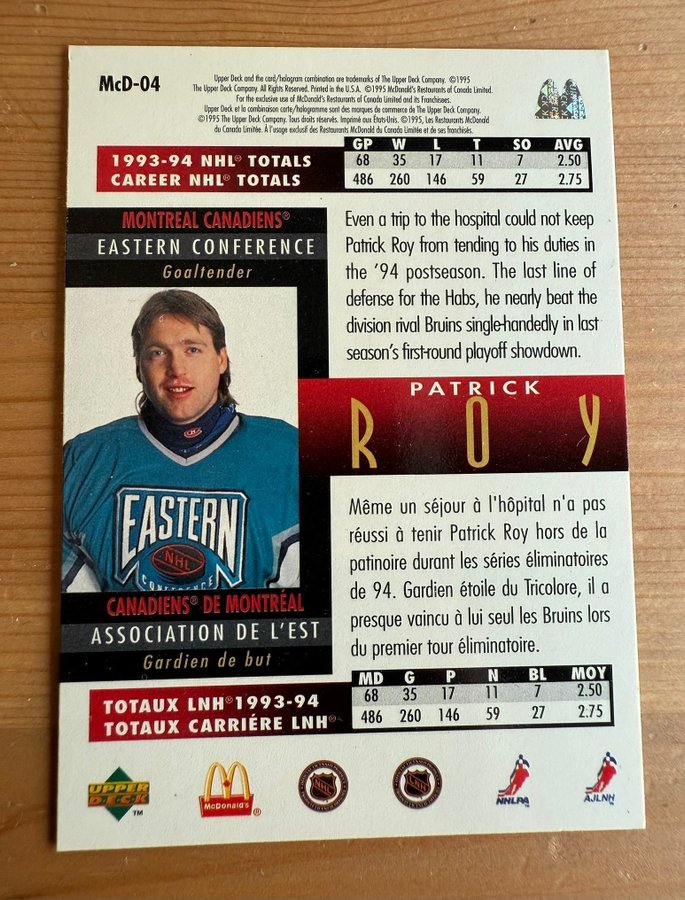 McD-04
Upper Deck and the card/hologram combination are trademarks of The Upper Deck Company. ©1995
The Upper Deck Company. All Rights Reserved. Printed in the U.S.A. ©1995 McDonald's Restaurants of Canada Limited.
For the exclusive use of McDonald's Restaurants of Canada Limited and its Franchisees.
Upper Deck et la combinaison carte/hologramme sont des marques de commerce de The Upper Deck Company.
©1995 The Upper Deck Company. Tous droits réservés. Imprimé aux États-Unis. ©1995, Les Restaurants McDonald
du Canada Limitée. À l'usage exclusif des Restaurants McDonald du Canada Limitée et de ses franchisés.
GP W L T SO AVG
1993-94 NHL® TOTALS 68 35 17 11 7 2.50
CAREER NHL® TOTALS 486 260 146 59 27 2.75
MONTREAL CANADIENS®
EASTERN CONFERENCE
Goaltender
Even a trip to the hospital could not keep
Patrick Roy from tending to his duties in
the '94 postseason. The last line of
defense for the Habs, he nearly beat the
division rival Bruins single-handedly in last
season's first-round playoff showdown.
PATRICK
ROY
EASTERN
NHL
CONFERENCE
Même un séjour à l'hôpital n'a pas
réussi à tenir Patrick Roy hors de la
patinoire durant les séries éliminatoires
de 94. Gardien étoile du Tricolore, il a
presque vaincu à lui seul les Bruins lors
du premier tour éliminatoire.
CANADIENS® DE MONTRÉAL
ASSOCIATION DE L'EST
Gardien de but
MD G P N BL MOY
TOTAUX LNH® 1993-94 68 35 17 11 7 2.50
TOTAUX CARRIÉRE LNH® 486 260 146 59 27 2.75
UPPER DECK ™
McDonald's ®
NHL
NHL
NHLPA
AJLNH